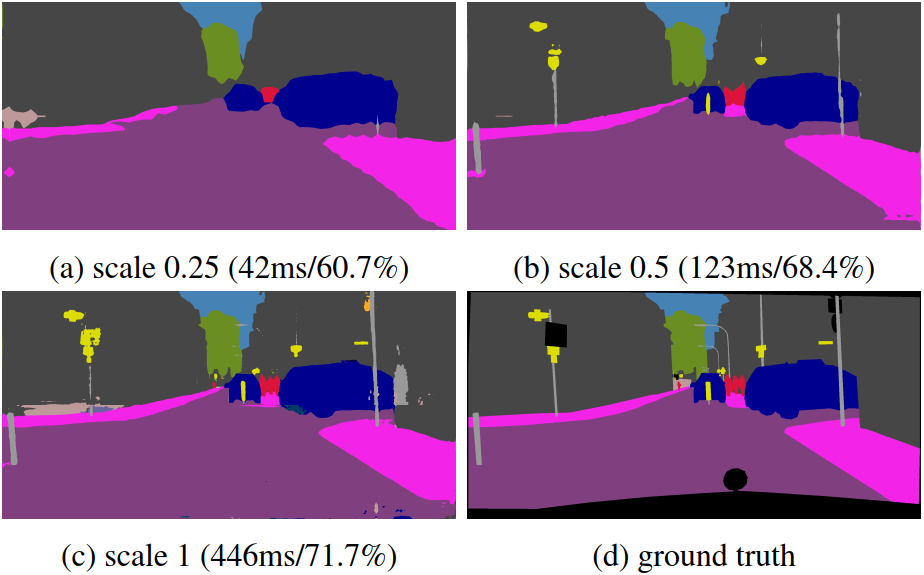 (a) scale 0.25 (42ms/60.7%)
(b) scale 0.5 (123ms/68.4%)
(c) scale 1 (446ms/71.7%)
(d) ground truth